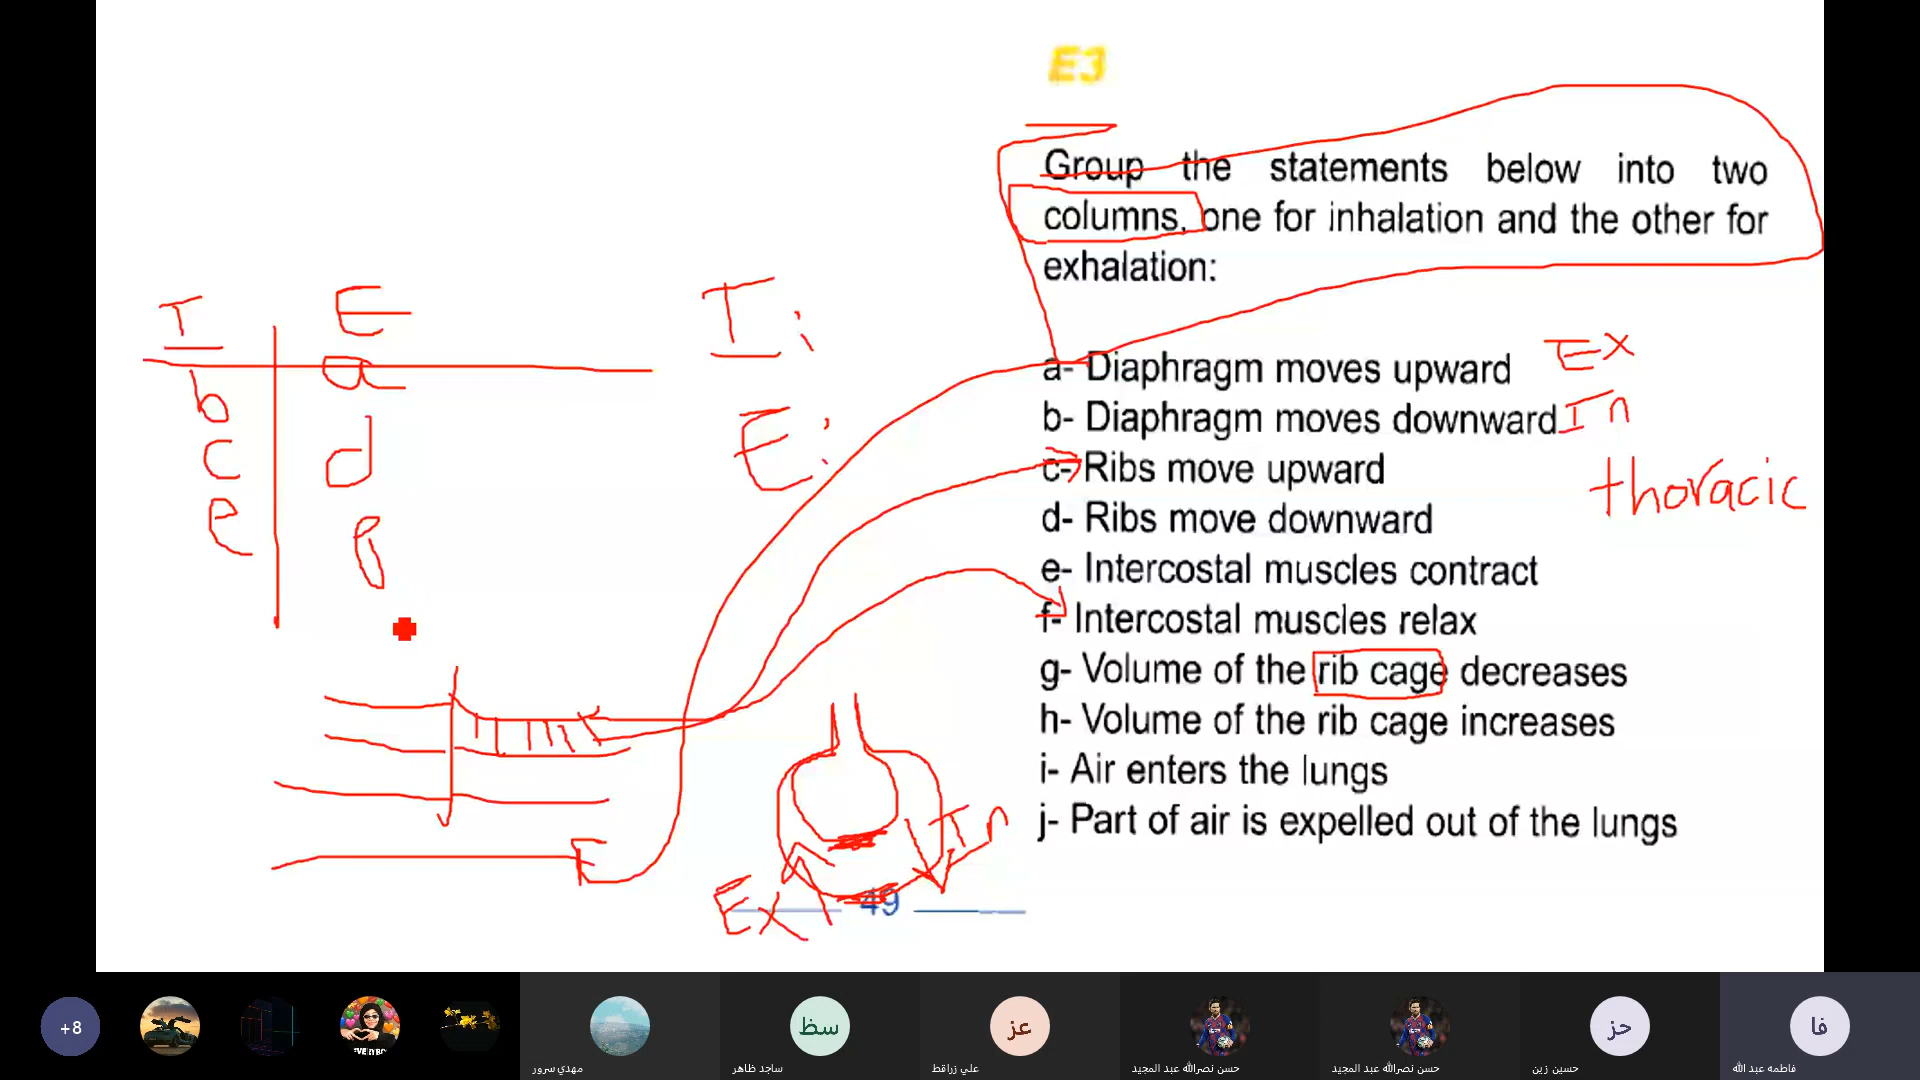 E3
Group the statements below into two
columns, one for inhalation and the other for
exhalation:
a- Diaphragm moves upward Ex
b- Diaphragm moves downward In
c- Ribs move upward
thoracic
d- Ribs move downward
e- Intercostal muscles contract
f- Intercostal muscles relax
g- Volume of the rib cage decreases
h- Volume of the rib cage increases
i- Air enters the lungs
j- Part of air is expelled out of the lungs
I E
b a
c d
e f
I:
E:
In
Ex
49
+8
EVERYBO
مهدي سرور
سظ
ساجد ظاهر
عز
علي زراقط
حسن نصرالله عبد المجيد
حسن نصرالله عبد المجيد
حز
حسين زين
فا
فاطمه عبد الله